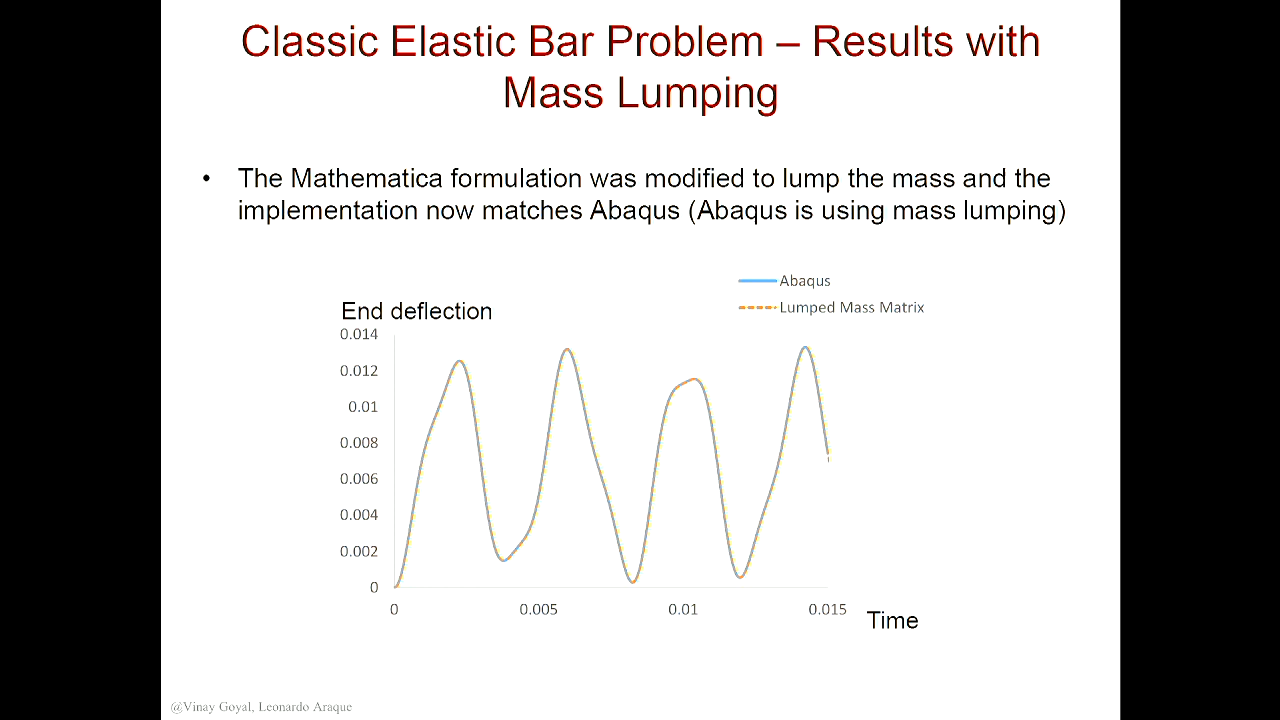 Classic Elastic Bar Problem – Results with
Mass Lumping
• The Mathematica formulation was modified to lump the mass and the
implementation now matches Abaqus (Abaqus is using mass lumping)
Abaqus
Lumped Mass Matrix
End deflection
0.014
0.012
0.01
0.008
0.006
0.004
0.002
0
0 0.005 0.01 0.015
Time
@Vinay Goyal, Leonardo Araque